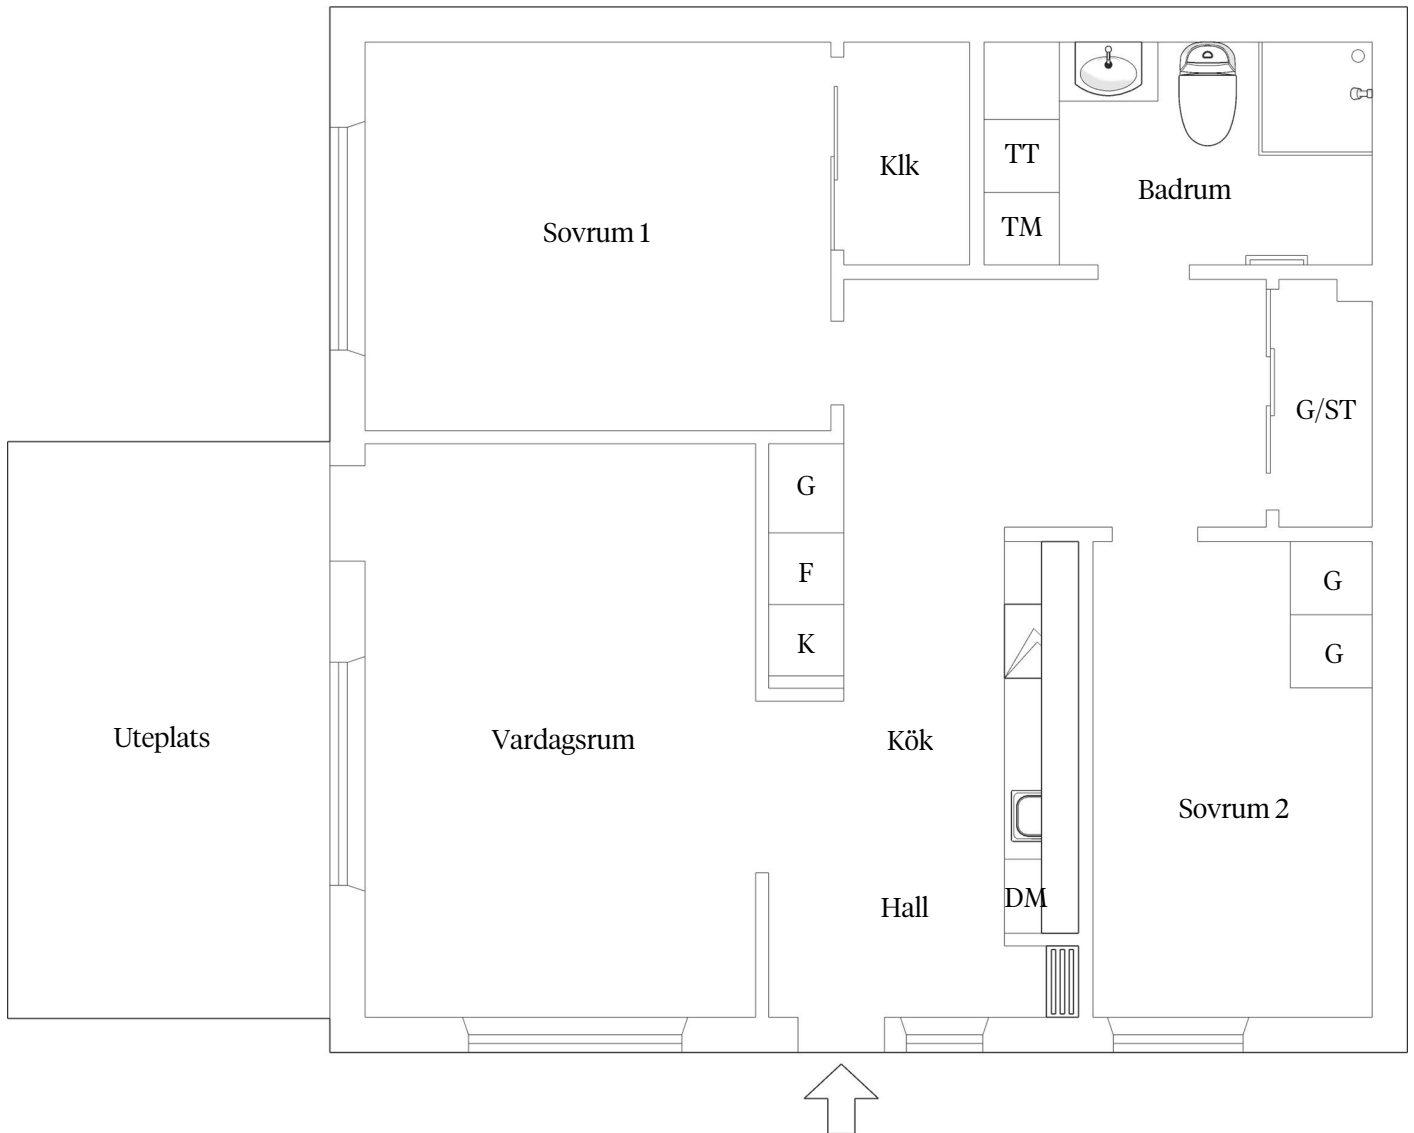 Klk
TT
Badrum
TM
Sovrum 1
G/ST
G
F
K
G
G
Uteplats
Vardagsrum
Kök
Sovrum 2
DM
Hall